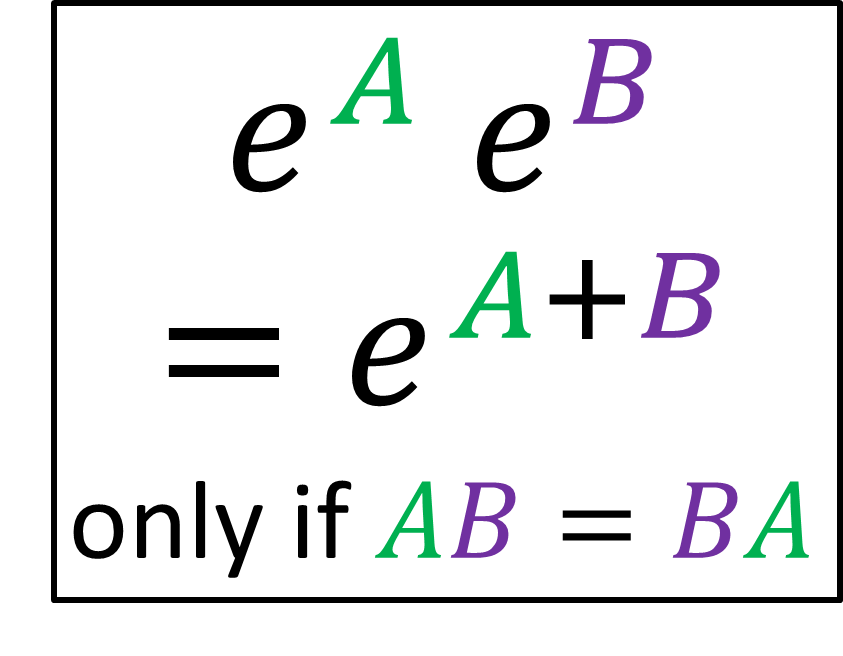 e^A e^B
= e^{A+B}
only if AB = BA